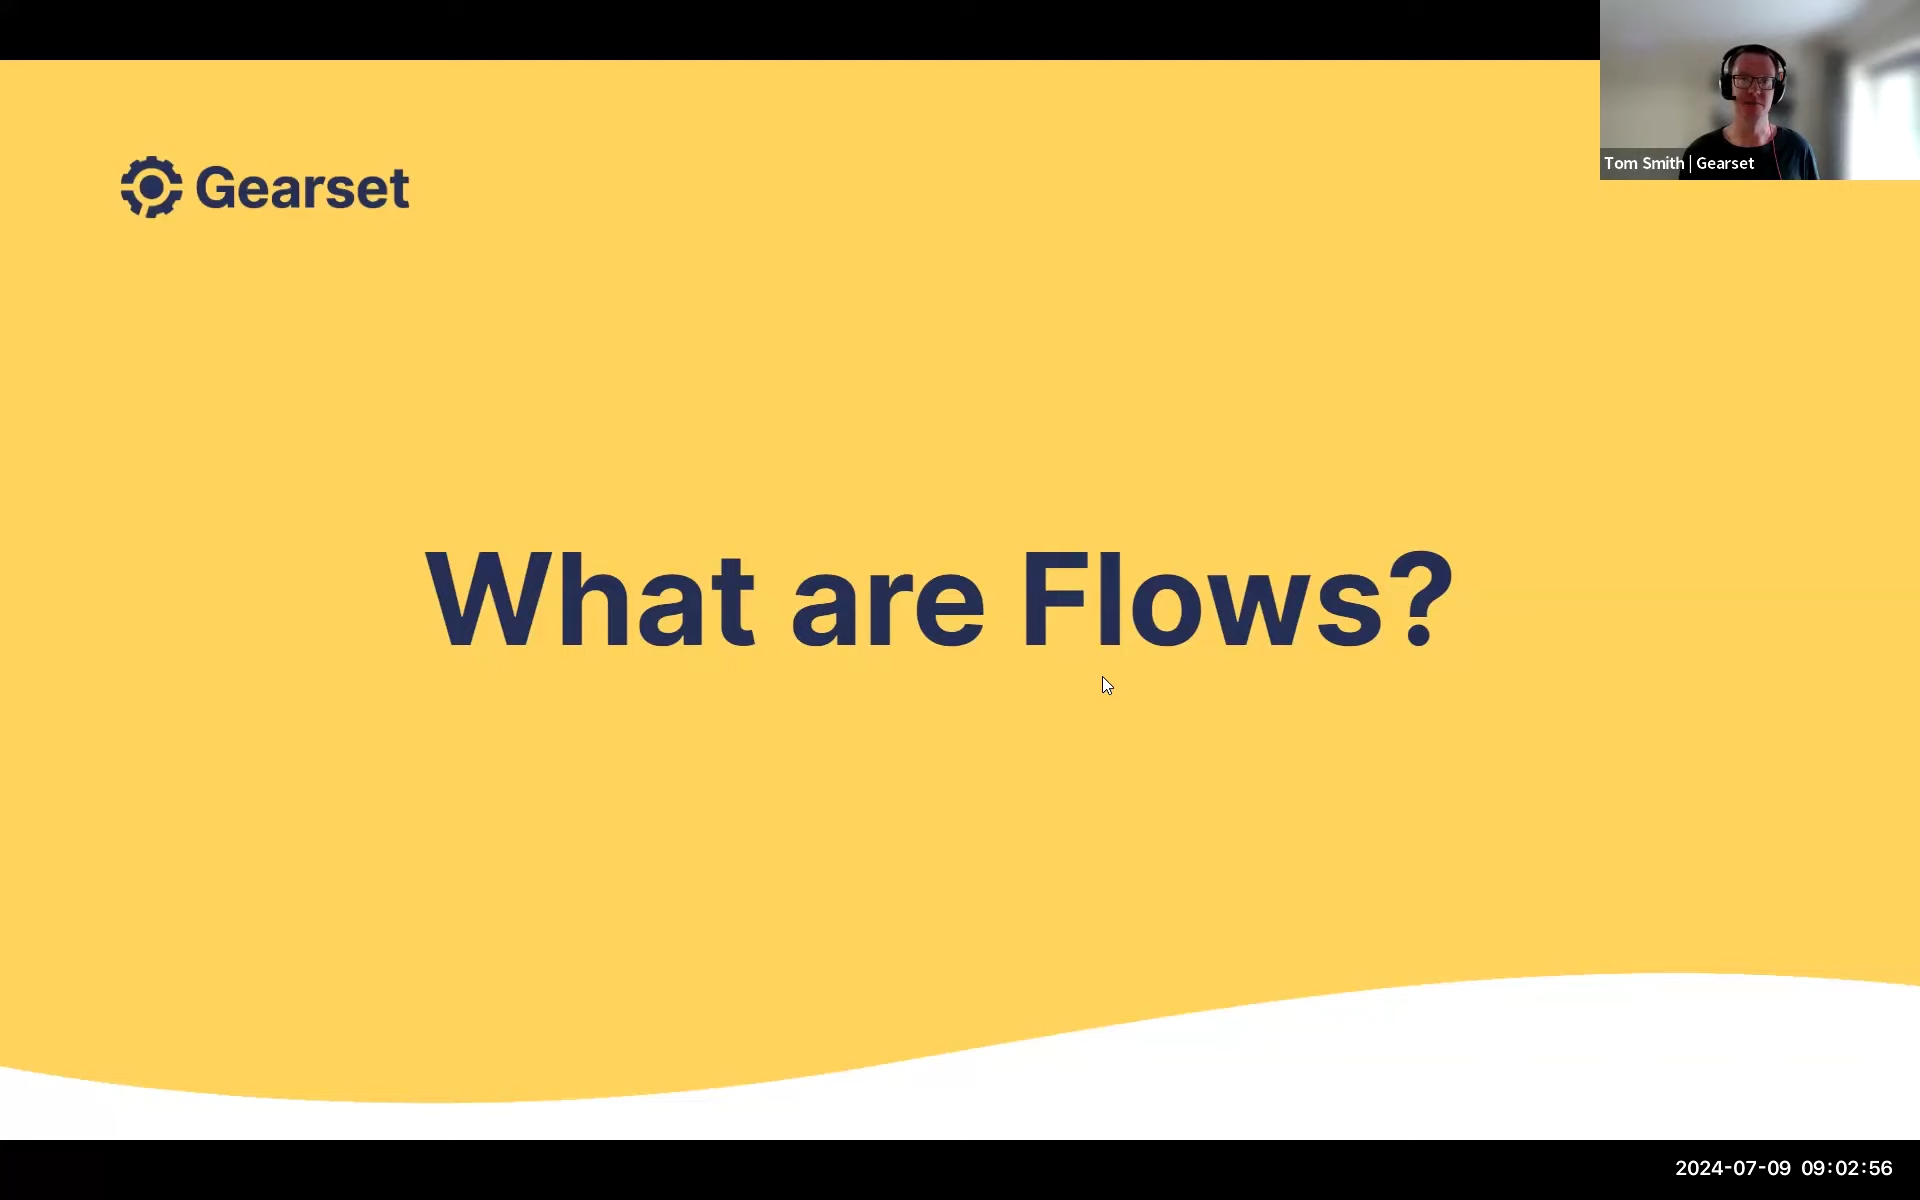 Gearset
Tom Smith | Gearset
What are Flows?
2024-07-09 09:02:56